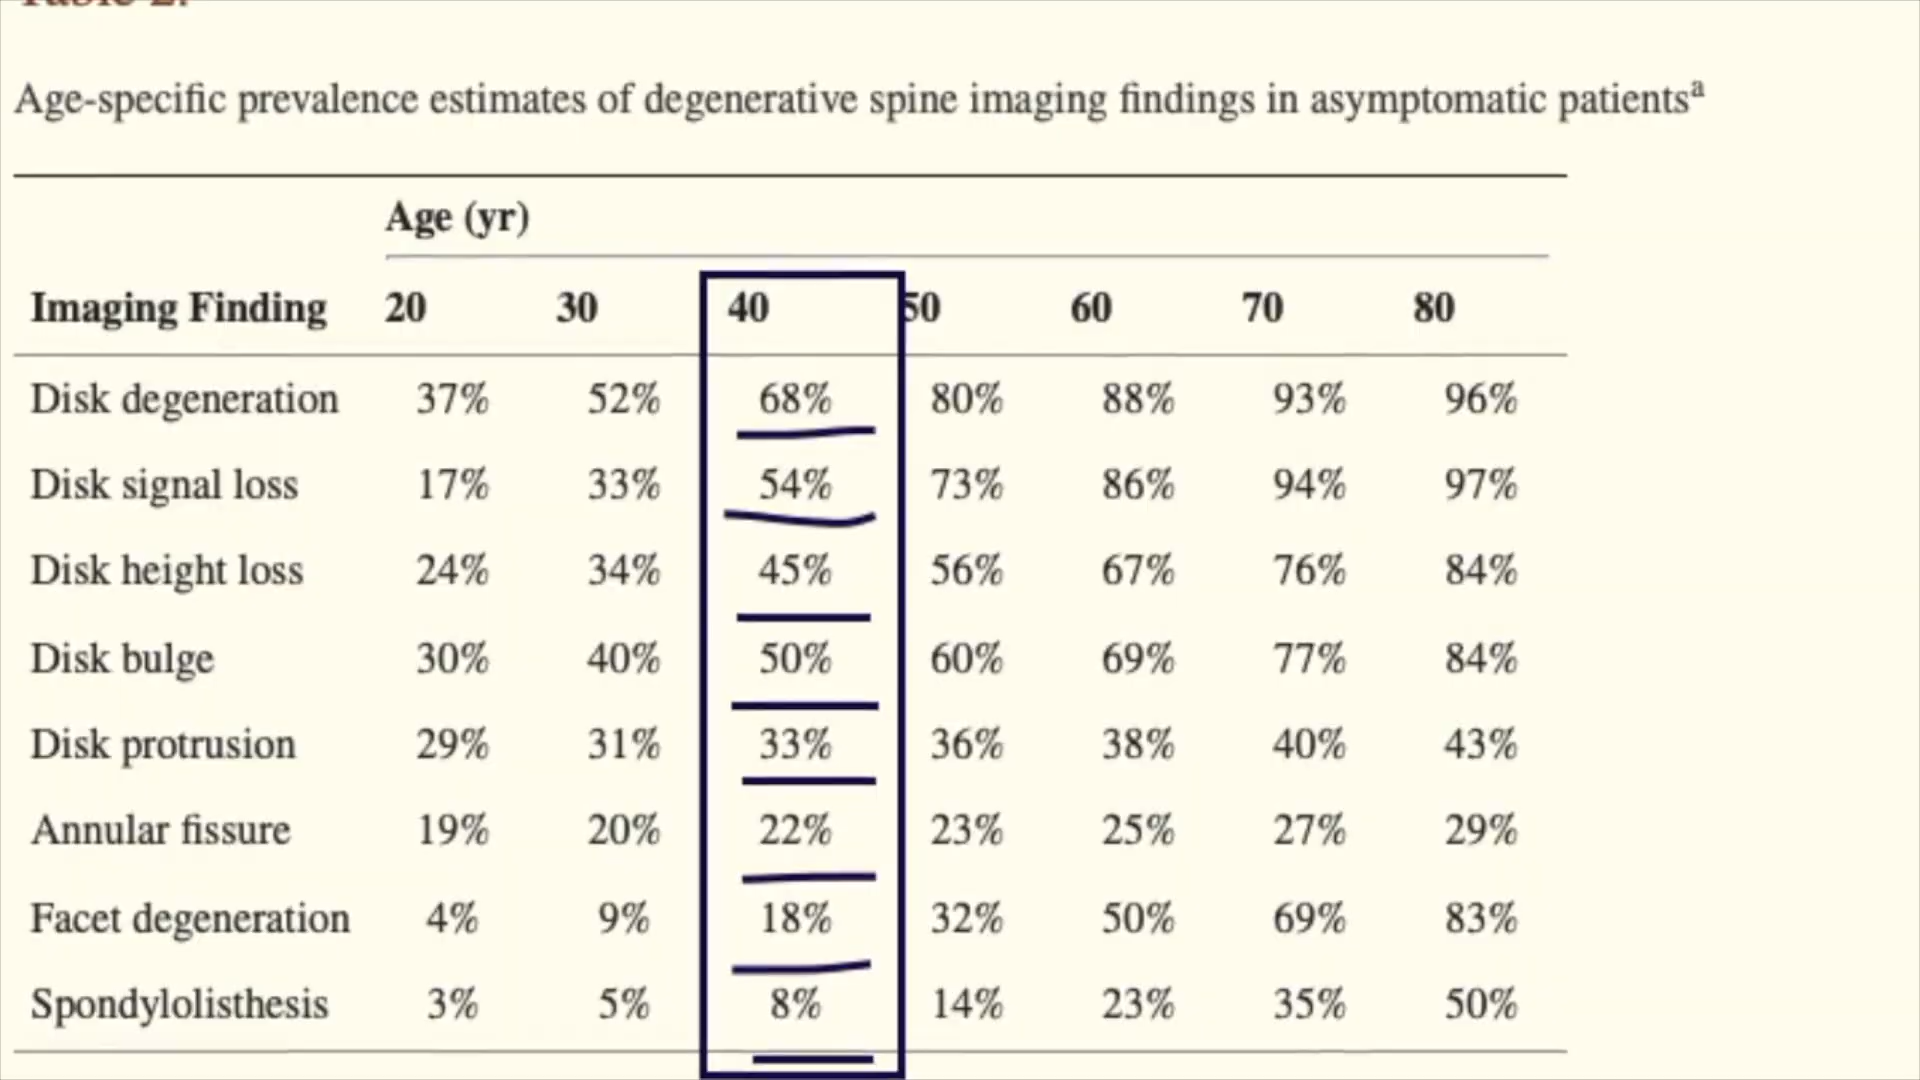 Table 2.
Age-specific prevalence estimates of degenerative spine imaging findings in asymptomatic patientsᵃ
Age (yr)
Imaging Finding 20 30 40 50 60 70 80
Disk degeneration 37% 52% 68% 80% 88% 93% 96%
Disk signal loss 17% 33% 54% 73% 86% 94% 97%
Disk height loss 24% 34% 45% 56% 67% 76% 84%
Disk bulge 30% 40% 50% 60% 69% 77% 84%
Disk protrusion 29% 31% 33% 36% 38% 40% 43%
Annular fissure 19% 20% 22% 23% 25% 27% 29%
Facet degeneration 4% 9% 18% 32% 50% 69% 83%
Spondylolisthesis 3% 5% 8% 14% 23% 35% 50%